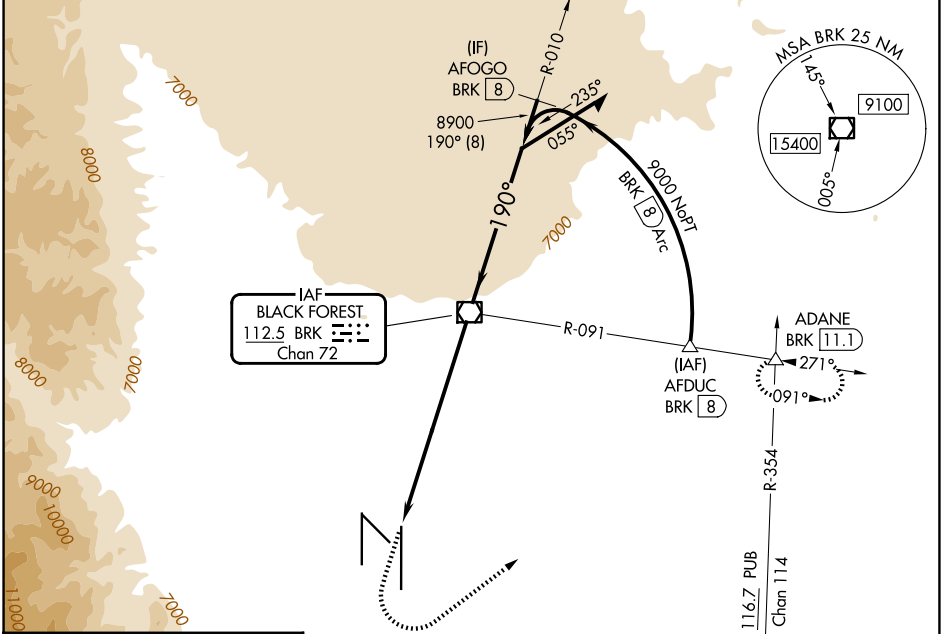 7000
8000
8000
7000
9000
10000
11000
7000
(IF)
AFOGO
BRK 8
R-010
235°
055°
8900
190° (8)
190°
9000 NoPT
BRK 8 Arc
7000
MSA BRK 25 NM
145°
9100
15400
005°
IAF
BLACK FOREST
112.5 BRK
Chan 72
R-091
(IAF)
AFDUC
BRK 8
ADANE
BRK 11.1
271°
091°
R-354
116.7 PUB
Chan 114